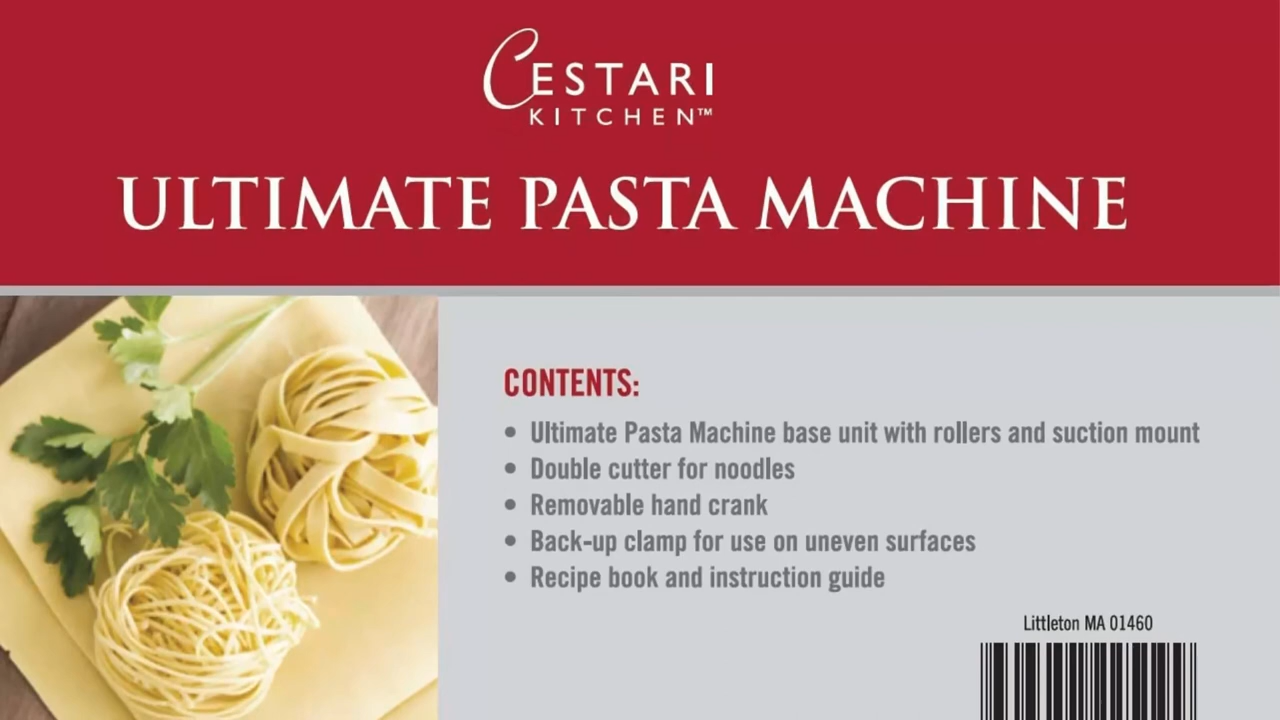 CESTARI
KITCHEN™
ULTIMATE PASTA MACHINE
CONTENTS:
• Ultimate Pasta Machine base unit with rollers and suction mount
• Double cutter for noodles
• Removable hand crank
• Back-up clamp for use on uneven surfaces
• Recipe book and instruction guide
Littleton MA 01460